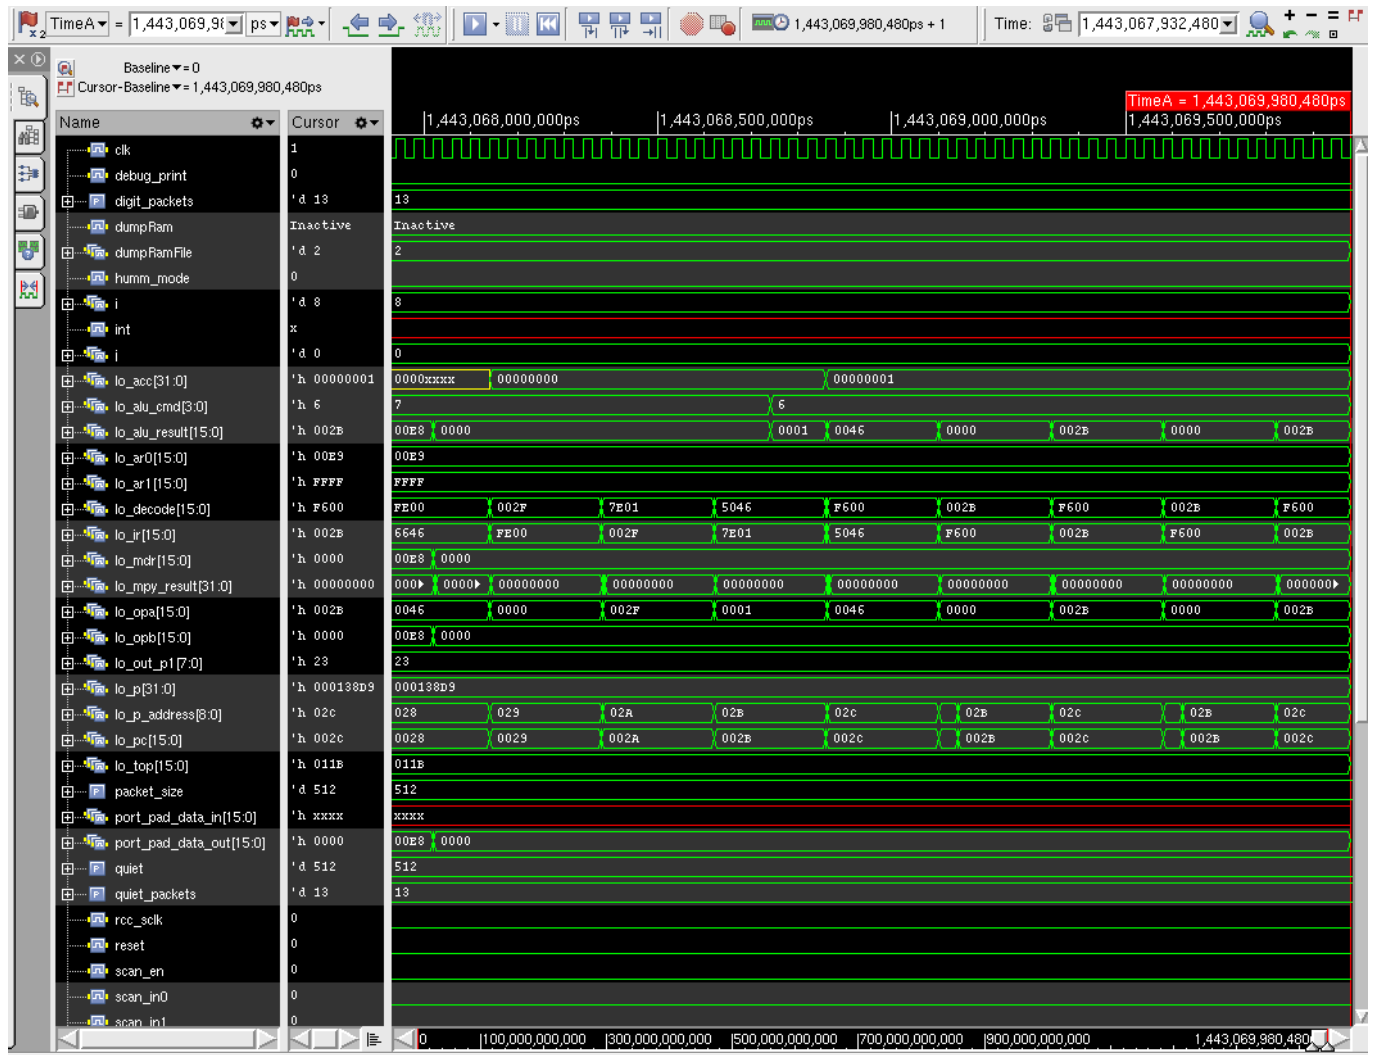 TimeA = 1,443,069,98 ps 1,443,069,980,480ps + 1 Time: 1,443,067,932,480
Baseline = 0
Cursor-Baseline = 1,443,069,980,480ps
TimeA = 1,443,069,980,480ps
Name Cursor 1,443,068,000,000ps 1,443,068,500,000ps 1,443,069,000,000ps 1,443,069,500,000ps
clk 1
debug_print 0
digit_packets 'd 13 13
dumpRam Inactive Inactive
dumpRamFile 'd 2 2
humm_mode 0
i 'd 8 8
int x
j 'd 0 0
lo_acc[31:0] 'h 00000001 0000xxxx 00000000 00000001
lo_alu_cmd[3:0] 'h 6 7 6
lo_alu_result[15:0] 'h 002B 00E8 0000 0001 0046 0000 002B 0000 002B
lo_ar0[15:0] 'h 00E9 00E9
lo_ar1[15:0] 'h FFFF FFFF
lo_decode[15:0] 'h F600 FE00 002F 7E01 5046 F600 002B F600 002B F600
lo_ir[15:0] 'h 002B 6646 FE00 002F 7E01 5046 F600 002B F600 002B
lo_mdr[15:0] 'h 0000 00E8 0000
lo_mpy_result[31:0] 'h 00000000 000 0000 00000000 00000000 00000000 00000000 00000000 00000000 00000000 000000
lo_opa[15:0] 'h 002B 0046 0000 002F 0001 0046 0000 002B 0000 002B
lo_opb[15:0] 'h 0000 00E8 0000
lo_out_p1[7:0] 'h 23 23
lo_p[31:0] 'h 000138D9 000138D9
lo_p_address[8:0] 'h 02C 028 029 02A 02B 02C 02B 02C 02B 02C
lo_pc[15:0] 'h 002C 0028 0029 002A 002B 002C 002B 002C 002B 002C
lo_top[15:0] 'h 011B 011B
packet_size 'd 512 512
port_pad_data_in[15:0] 'h xxxx xxxx
port_pad_data_out[15:0] 'h 0000 00E8 0000
quiet 'd 512 512
quiet_packets 'd 13 13
rcc_sclk 0
reset 0
scan_en 0
scan_in0 0
scan_in1 0
0 100,000,000,000 300,000,000,000 500,000,000,000 700,000,000,000 900,000,000,000 1,443,069,980,480